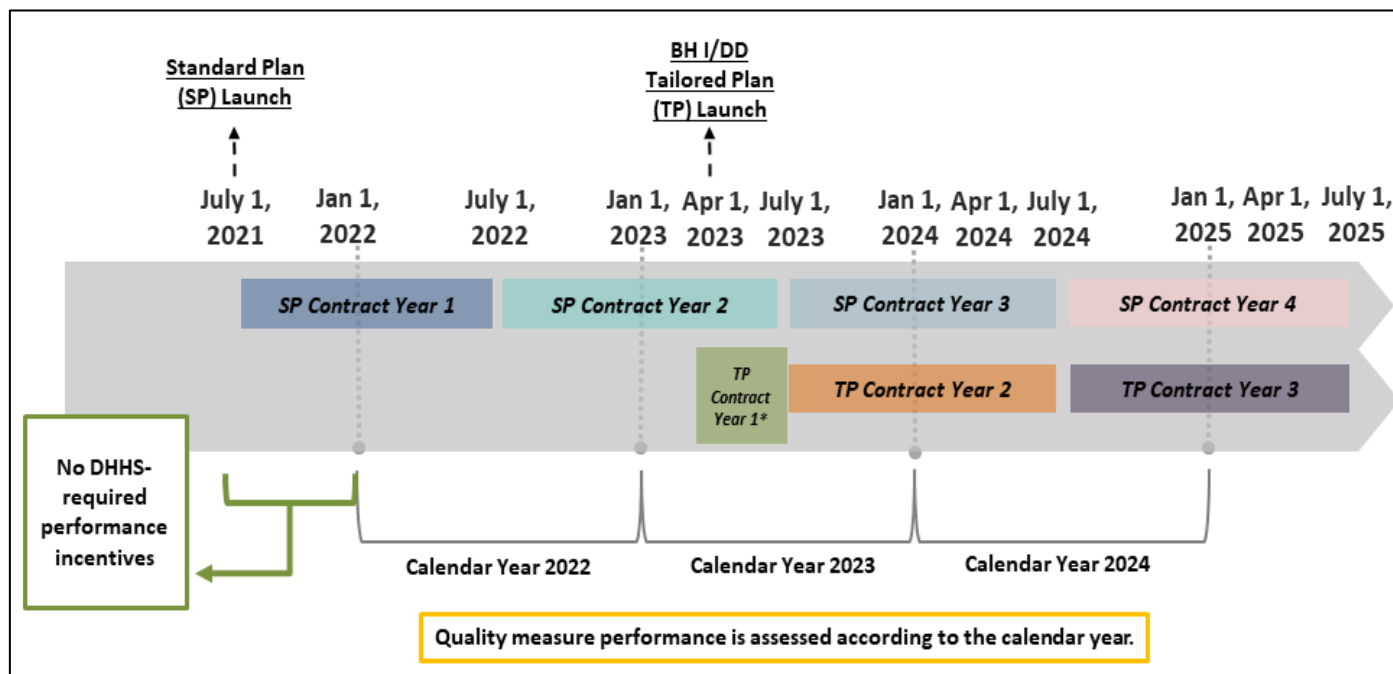 Standard Plan
(SP) Launch
BH I/DD
Tailored Plan
(TP) Launch
July 1,
2021
Jan 1,
2022
July 1,
2022
Jan 1,
2023
Apr 1,
2023
July 1,
2023
Jan 1,
2024
Apr 1,
2024
July 1,
2024
Jan 1,
2025
Apr 1,
2025
July 1,
2025
SP Contract Year 1
SP Contract Year 2
SP Contract Year 3
SP Contract Year 4
TP
Contract
Year 1*
TP Contract Year 2
TP Contract Year 3
No DHHS-
required
performance
incentives
Calendar Year 2022
Calendar Year 2023
Calendar Year 2024
Quality measure performance is assessed according to the calendar year.